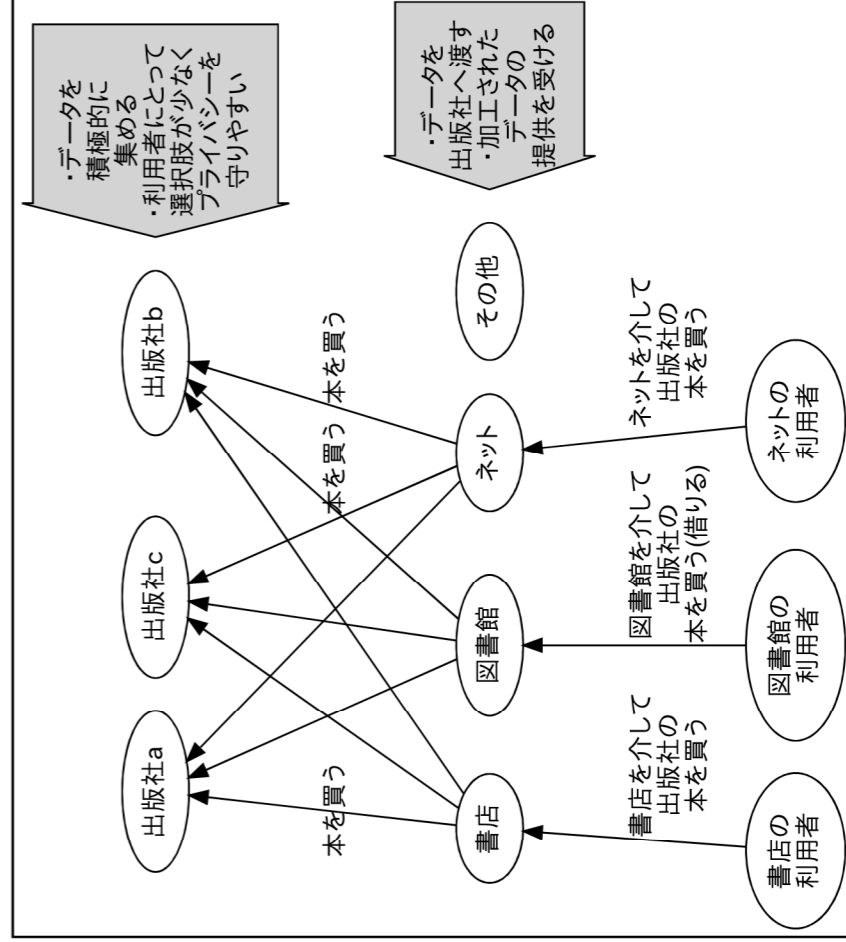 出版社a
出版社c
出版社b
・データを
積極的に
集める
・利用者にとって
選択肢が少なく
プライバシーを
守りやすい
本を買う
本を買う
本を買う
書店
図書館
ネット
その他
・データを
出版社へ渡す
・加工された
データの
提供を受ける
書店を介して
出版社の
本を買う
図書館を介して
出版社の
本を買う(借りる)
ネットを介して
出版社の
本を買う
書店の
利用者
図書館の
利用者
ネットの
利用者